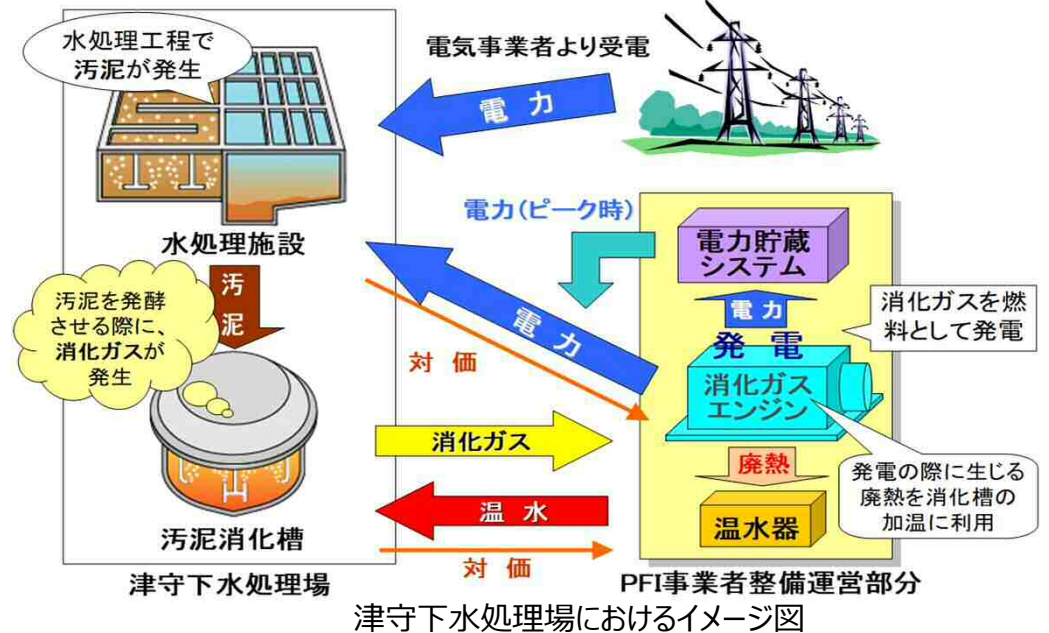 水処理工程で
汚泥が発生
電気事業者より受電
電 力
水処理施設
電力(ピーク時)
電力貯蔵
システム
電 力
発 電
消化ガスを燃
料として発電
汚
泥
汚泥を発酵
させる際に、
消化ガスが
発生
電 力
対 価
消化ガス
エンジン
消化ガス
廃熱
発電の際に生じる
廃熱を消化槽の
加温に利用
温 水
温水器
汚泥消化槽
対 価
津守下水処理場
PFI事業者整備運営部分
津守下水処理場におけるイメージ図